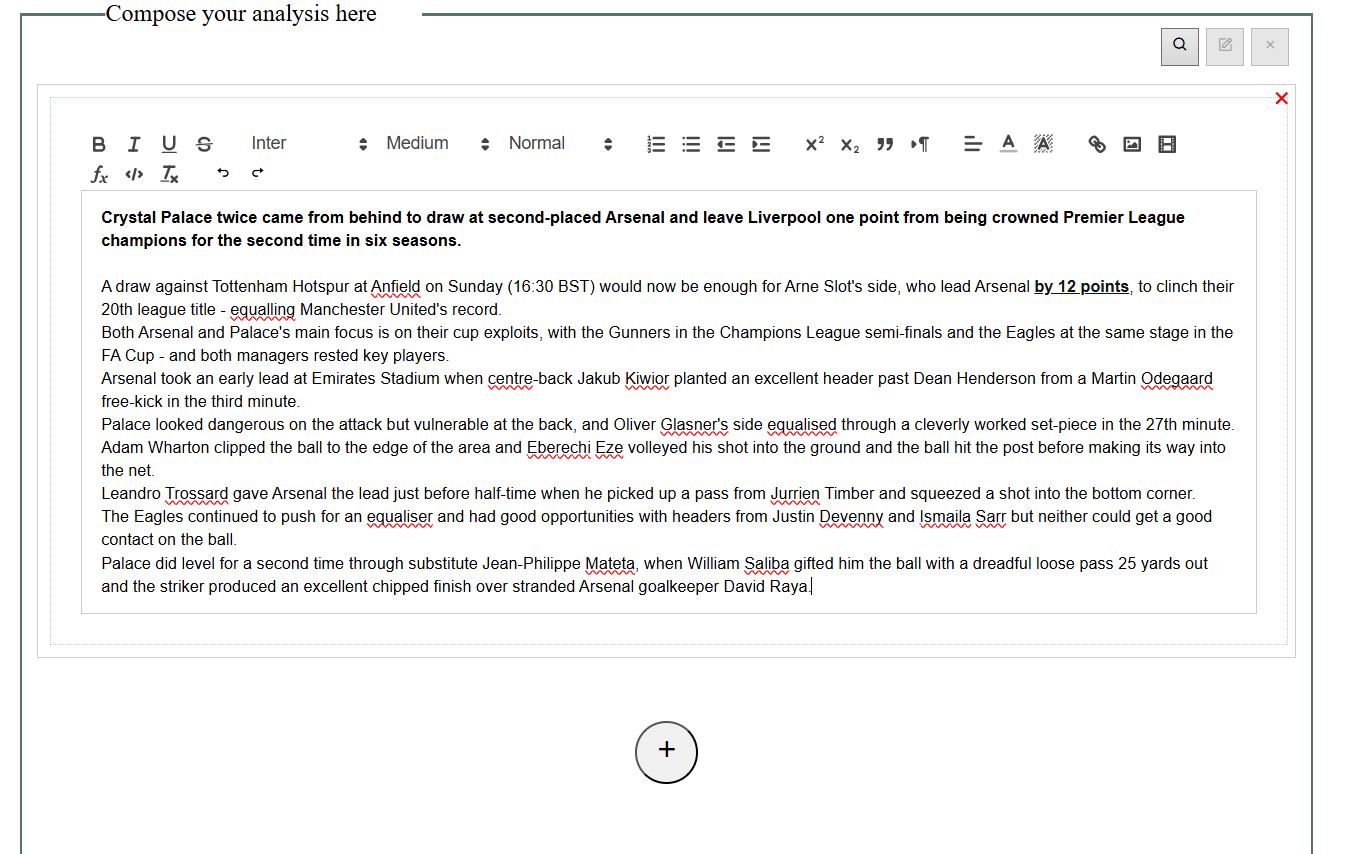 Compose your analysis here
Inter Medium Normal
Crystal Palace twice came from behind to draw at second-placed Arsenal and leave Liverpool one point from being crowned Premier League
champions for the second time in six seasons.
A draw against Tottenham Hotspur at Anfield on Sunday (16:30 BST) would now be enough for Arne Slot's side, who lead Arsenal by 12 points, to clinch their
20th league title - equalling Manchester United's record.
Both Arsenal and Palace's main focus is on their cup exploits, with the Gunners in the Champions League semi-finals and the Eagles at the same stage in the
FA Cup - and both managers rested key players.
Arsenal took an early lead at Emirates Stadium when centre-back Jakub Kiwior planted an excellent header past Dean Henderson from a Martin Odegaard
free-kick in the third minute.
Palace looked dangerous on the attack but vulnerable at the back, and Oliver Glasner's side equalised through a cleverly worked set-piece in the 27th minute.
Adam Wharton clipped the ball to the edge of the area and Eberechi Eze volleyed his shot into the ground and the ball hit the post before making its way into
the net.
Leandro Trossard gave Arsenal the lead just before half-time when he picked up a pass from Jurrien Timber and squeezed a shot into the bottom corner.
The Eagles continued to push for an equaliser and had good opportunities with headers from Justin Devenny and Ismaila Sarr but neither could get a good
contact on the ball.
Palace did level for a second time through substitute Jean-Philippe Mateta, when William Saliba gifted him the ball with a dreadful loose pass 25 yards out
and the striker produced an excellent chipped finish over stranded Arsenal goalkeeper David Raya.